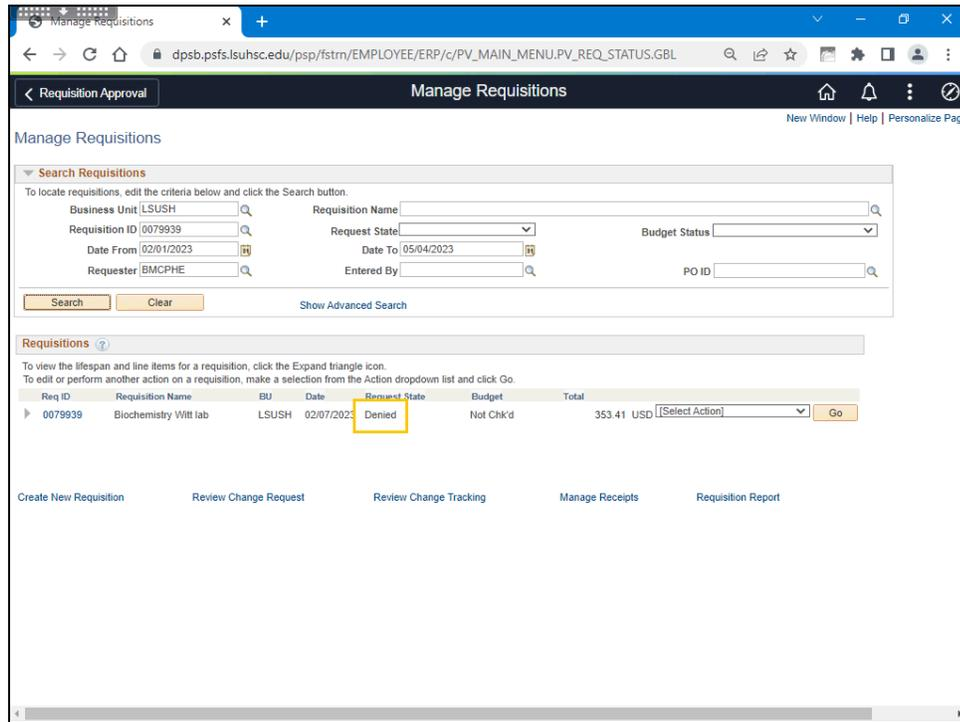 Manage Requisitions
dpsb.psfs.lsuhsc.edu/psp/fstrn/EMPLOYEE/ERP/c/PV_MAIN_MENU.PV_REQ_STATUS.GBL
Requisition Approval
Manage Requisitions
New Window | Help | Personalize Pag
Manage Requisitions
Search Requisitions
To locate requisitions, edit the criteria below and click the Search button.
Business Unit LSUSH Requisition Name
Requisition ID 0079939 Request State Budget Status
Date From 02/01/2023 Date To 05/04/2023
Requester BMCPHE Entered By PO ID
Search Clear Show Advanced Search
Requisitions ?
To view the lifespan and line items for a requisition, click the Expand triangle icon.
To edit or perform another action on a requisition, make a selection from the Action dropdown list and click Go.
Req ID Requisition Name BU Date Request State Budget Total
0079939 Biochemistry Witt lab LSUSH 02/07/2023 Denied Not Chk'd 353.41 USD [Select Action] Go
Create New Requisition Review Change Request Review Change Tracking Manage Receipts Requisition Report